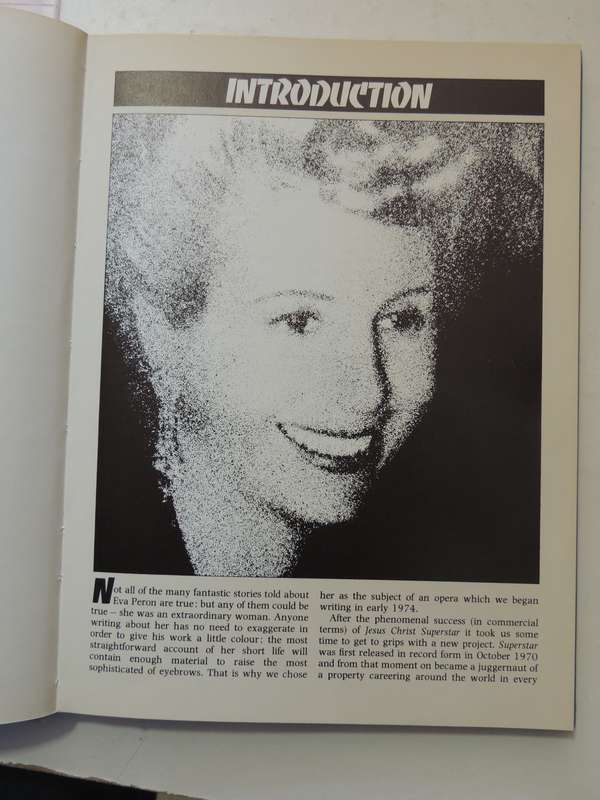 INTRODUCTION
Not all of the many fantastic stories told about
Eva Peron are true: but any of them could be
true – she was an extraordinary woman. Anyone
writing about her has no need to exaggerate in
order to give his work a little colour: the most
straightforward account of her short life will
contain enough material to raise the most
sophisticated of eyebrows. That is why we chose
her as the subject of an opera which we began
writing in early 1974.
After the phenomenal success (in commercial
terms) of Jesus Christ Superstar it took us some
time to get to grips with a new project. Superstar
was first released in record form in October 1970
and from that moment on became a juggernaut of
a property careering around the world in every